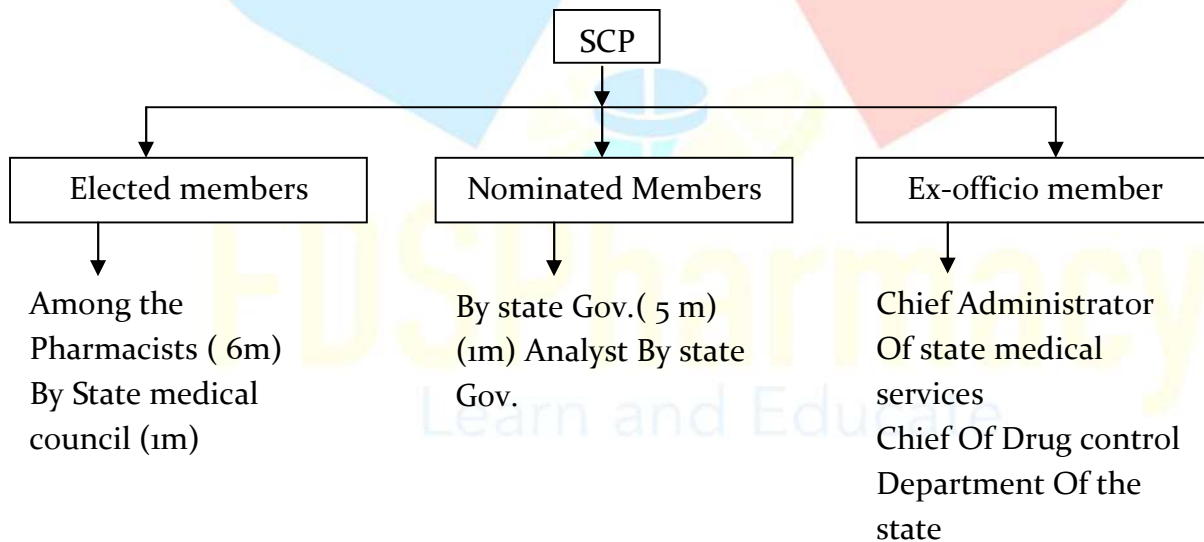 SCP
Elected members
Nominated Members
Ex-officio member
Among the
Pharmacists ( 6m)
By State medical
council (1m)
By state Gov.( 5 m)
(1m) Analyst By state
Gov.
Chief Administrator
Of state medical
services
Chief Of Drug control
Department Of the
state
FDSPharmacy
Learn and Educate